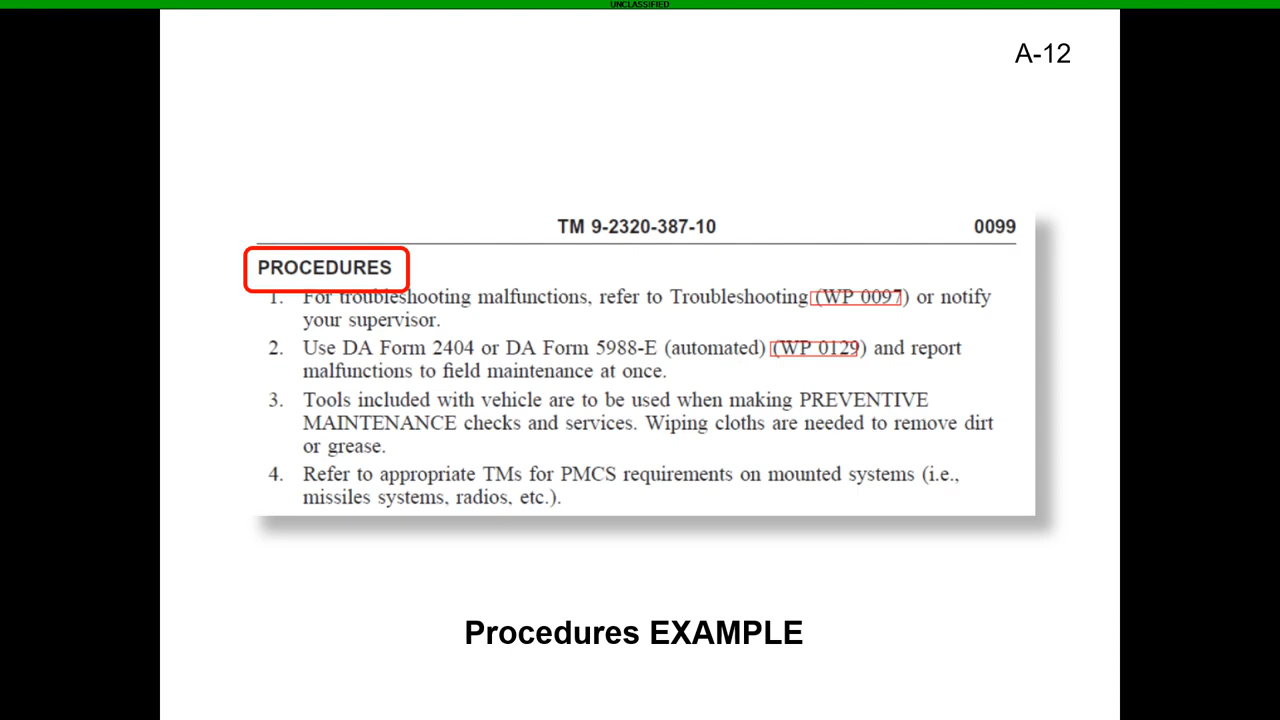 UNCLASSIFIED
A-12
TM 9-2320-387-10 0099
PROCEDURES
1. For troubleshooting malfunctions, refer to Troubleshooting (WP 0097) or notify
your supervisor.
2. Use DA Form 2404 or DA Form 5988-E (automated) (WP 0129) and report
malfunctions to field maintenance at once.
3. Tools included with vehicle are to be used when making PREVENTIVE
MAINTENANCE checks and services. Wiping cloths are needed to remove dirt
or grease.
4. Refer to appropriate TMs for PMCS requirements on mounted systems (i.e.,
missiles systems, radios, etc.).
Procedures EXAMPLE